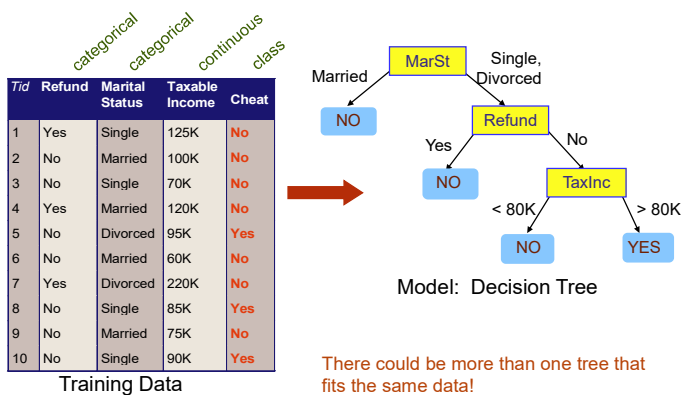 categorical
categorical
continuous
class
Tid Refund Marital Status Taxable Income Cheat
1 Yes Single 125K No
2 No Married 100K No
3 No Single 70K No
4 Yes Married 120K No
5 No Divorced 95K Yes
6 No Married 60K No
7 Yes Divorced 220K No
8 No Single 85K Yes
9 No Married 75K No
10 No Single 90K Yes
Training Data
MarSt
Married
Single,
Divorced
NO
Refund
Yes
No
NO
TaxInc
< 80K
> 80K
NO
YES
Model: Decision Tree
There could be more than one tree that
fits the same data!